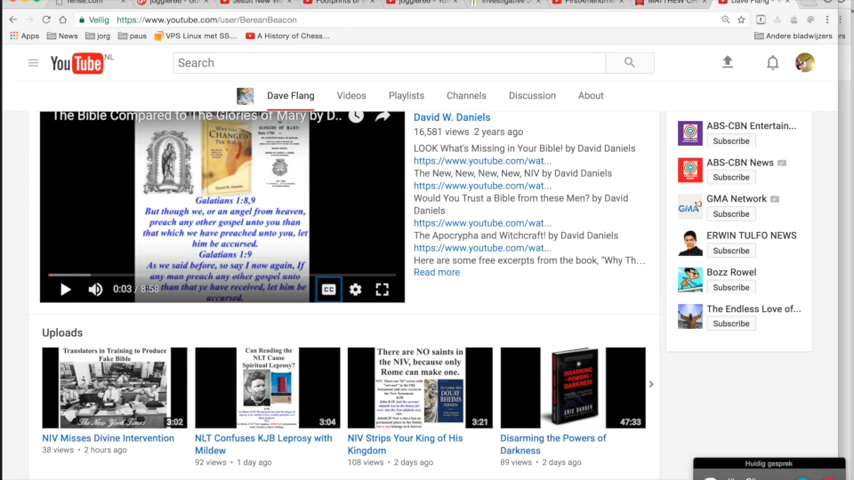 Veilig
https://www.youtube.com/user/BereanBeacon
Apps
News
jorg
paus
VPS Linux met SS...
A History of Chess...
Andere bladwijzers
YouTube NL
Search
Dave Flang
Videos
Playlists
Channels
Discussion
About
The Bible Compared to The Glories of Mary by D..
CHANGED
THE BIBLE
Galatians 1:8,9
But though we, or an angel from heaven,
preach any other gospel unto you than
that which we have preached unto you, let
him be accursed.
Galatians 1:9
As we said before, so say I now again, If
any man preach any other gospel unto
you than that ye have received, let him be
accursed.
0:03 / 8:58
CC
David W. Daniels
16,581 views 2 years ago
LOOK What's Missing in Your Bible! by David Daniels
https://www.youtube.com/wat...
The New, New, New, New, NIV by David Daniels
https://www.youtube.com/wat...
Would You Trust a Bible from these Men? by David
Daniels
https://www.youtube.com/wat...
The Apocrypha and Witchcraft! by David Daniels
https://www.youtube.com/wat...
Here are some free excerpts from the book, "Why Th...
Read more
ABS-CBN Entertain...
Subscribe
ABS-CBN News
Subscribe
GMA
GMA Network
Subscribe
ERWIN TULFO NEWS
Subscribe
Bozz Rowel
Subscribe
The Endless Love of...
Subscribe
Uploads
Translators in Training to Produce
Fake Bible
The New York Times
3:02
NIV Misses Divine Intervention
38 views • 2 hours ago
Can Reading the
NLT Cause
Spiritual Leprosy?
3:04
NLT Confuses KJB Leprosy with
Mildew
92 views • 1 day ago
There are NO saints in
the NIV, because only
Rome can make one.
DOUAY
RHEIMS
VERSION
3:21
NIV Strips Your King of His
Kingdom
108 views • 2 days ago
DISARMING
THE POWERS OF
DARKNESS
ERIC BARGER
47:33
Disarming the Powers of
Darkness
89 views • 2 days ago
Huidig gesprek